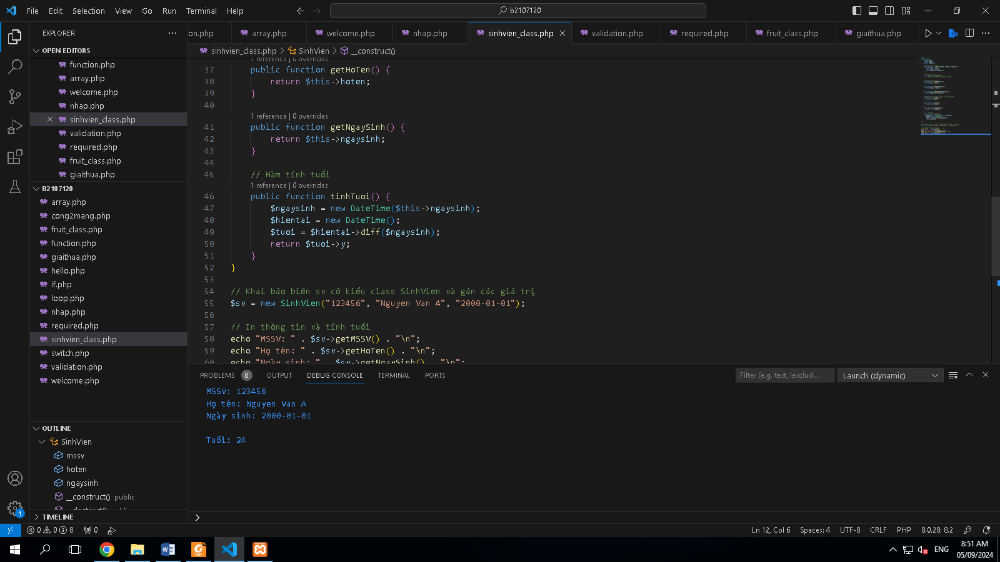 File Edit Selection View Go Run Terminal Help
b2107120
EXPLORER
OPEN EDITORS
function.php
array.php
welcome.php
nhap.php
sinhvien_class.php
validation.php
required.php
fruit_class.php
giaithua.php
B2107120
array.php
cong2mang.php
fruit_class.php
function.php
giaithua.php
hello.php
if.php
loop.php
nhap.php
required.php
sinhvien_class.php
switch.php
validation.php
welcome.php
OUTLINE
SinhVien
mssv
hoten
ngaysinh
__construct() public
TIMELINE
on.php array.php welcome.php nhap.php sinhvien_class.php validation.php required.php fruit_class.php giaithua.php
sinhvien_class.php > SinhVien > __construct()
1 reference | 0 overrides
37 public function getHoTen() {
38 return $this->hoten;
39 }
40
1 reference | 0 overrides
41 public function getNgaySinh() {
42 return $this->ngaysinh;
43 }
44
45 // Hàm tính tuổi
1 reference | 0 overrides
46 public function tinhTuoi() {
47 $ngaysinh = new DateTime($this->ngaysinh);
48 $hientai = new DateTime();
49 $tuoi = $hientai->diff($ngaysinh);
50 return $tuoi->y;
51 }
52 }
53
54 // Khai báo biến sv có kiểu class SinhVien và gán các giá trị
55 $sv = new SinhVien("123456", "Nguyen Van A", "2000-01-01");
56
57 // In thông tin và tính tuổi
58 echo "MSSV: " . $sv->getMSSV() . "\n";
59 echo "Họ tên: " . $sv->getHoTen() . "\n";
60 echo "Ngày sinh: " . $sv->getNgaySinh() . "\n";
PROBLEMS 8 OUTPUT DEBUG CONSOLE TERMINAL PORTS
Filter (e.g. text, !exclud...
Launch (dynamic)
MSSV: 123456
Họ tên: Nguyen Van A
Ngày sinh: 2000-01-01
Tuổi: 24
1
0 0 8 0
Ln 12, Col 6 Spaces: 4 UTF-8 CRLF PHP 8.0.28: 8.2
ENG
8:51 AM
05/09/2024